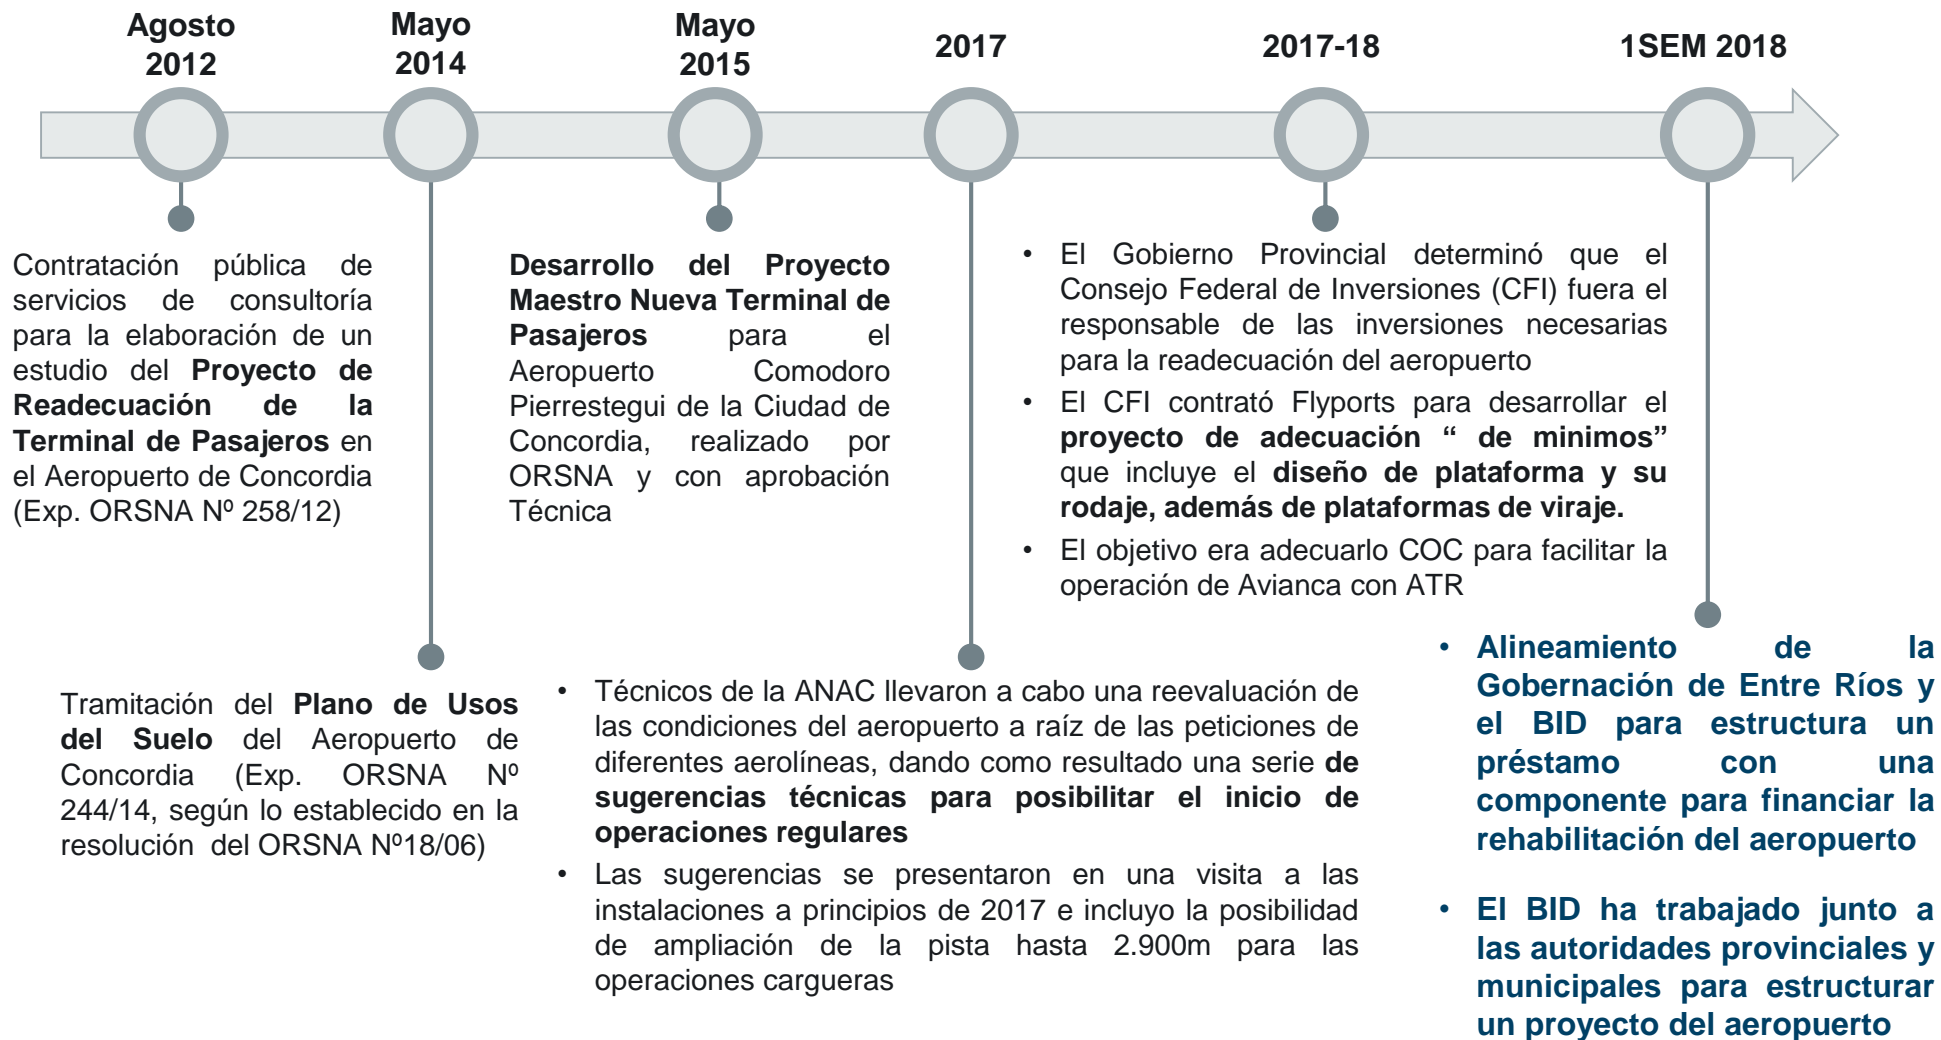 Agosto
2012
Mayo
2014
Mayo
2015
2017
2017-18
1SEM 2018
Contratación pública de
servicios de consultoría
para la elaboración de un
estudio del Proyecto de
Readecuación de la
Terminal de Pasajeros en
el Aeropuerto de Concordia
(Exp. ORSNA Nº 258/12)
Desarrollo del Proyecto
Maestro Nueva Terminal de
Pasajeros para el
Aeropuerto Comodoro
Pierrestegui de la Ciudad de
Concordia, realizado por
ORSNA y con aprobación
Técnica
• El Gobierno Provincial determinó que el
Consejo Federal de Inversiones (CFI) fuera el
responsable de las inversiones necesarias
para la readecuación del aeropuerto
• El CFI contrató Flyports para desarrollar el
proyecto de adecuación “ de minimos”
que incluye el diseño de plataforma y su
rodaje, además de plataformas de viraje.
• El objetivo era adecuarlo COC para facilitar la
operación de Avianca con ATR
Tramitación del Plano de Usos
del Suelo del Aeropuerto de
Concordia (Exp. ORSNA Nº
244/14, según lo establecido en la
resolución del ORSNA Nº18/06)
• Técnicos de la ANAC llevaron a cabo una reevaluación de
las condiciones del aeropuerto a raíz de las peticiones de
diferentes aerolíneas, dando como resultado una serie de
sugerencias técnicas para posibilitar el inicio de
operaciones regulares
• Las sugerencias se presentaron en una visita a las
instalaciones a principios de 2017 e incluyo la posibilidad
de ampliación de la pista hasta 2.900m para las
operaciones cargueras
• Alineamiento de la
Gobernación de Entre Ríos y
el BID para estructura un
préstamo con una
componente para financiar la
rehabilitación del aeropuerto
• El BID ha trabajado junto a
las autoridades provinciales y
municipales para estructurar
un proyecto del aeropuerto